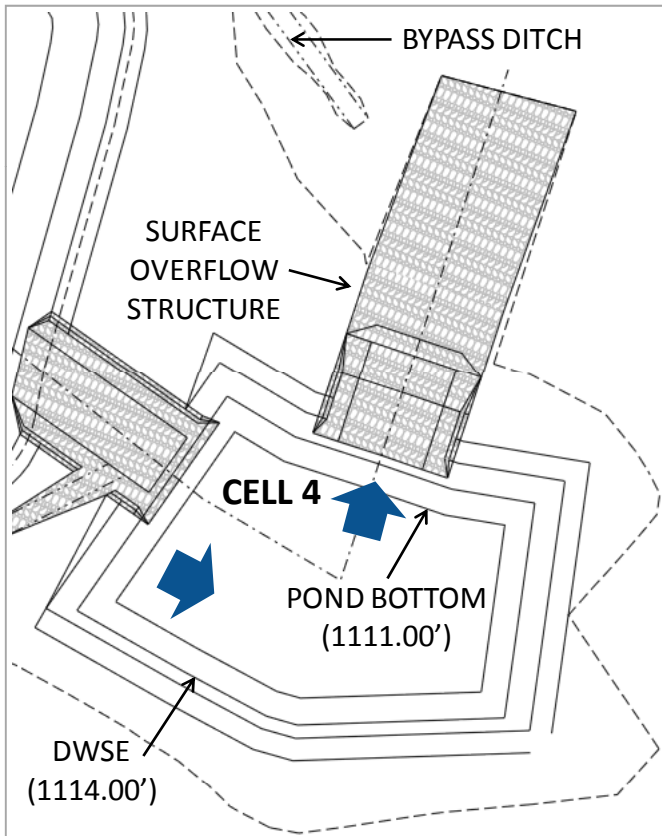 BYPASS DITCH
SURFACE
OVERFLOW
STRUCTURE
CELL 4
POND BOTTOM
(1111.00’)
DWSE
(1114.00’)